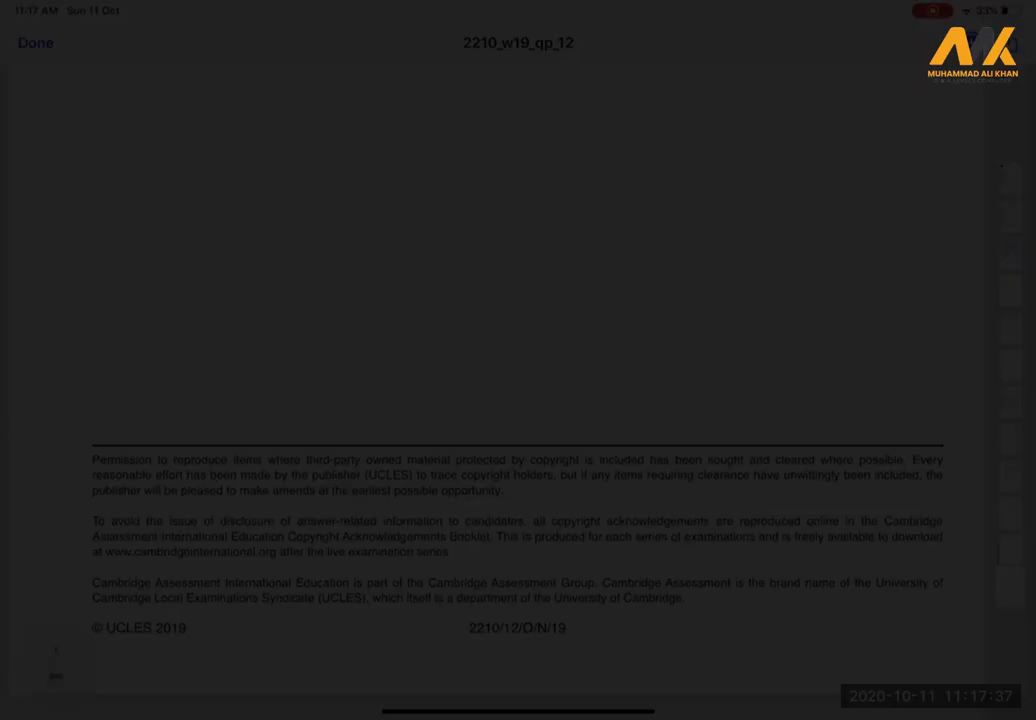 11:17 AM Sun 11 Oct
33%
Done
2210_w19_qp_12
MUHAMMAD ALI KHAN
Permission to reproduce items where third-party owned material protected by copyright is included has been sought and cleared where possible. Every
reasonable effort has been made by the publisher (UCLES) to trace copyright holders, but if any items requiring clearance have unwittingly been included, the
publisher will be pleased to make amends at the earliest possible opportunity.
To avoid the issue of disclosure of answer-related information to candidates, all copyright acknowledgements are reproduced online in the Cambridge
Assessment International Education Copyright Acknowledgements Booklet. This is produced for each series of examinations and is freely available to download
at www.cambridgeinternational.org after the live examination series.
Cambridge Assessment International Education is part of the Cambridge Assessment Group. Cambridge Assessment is the brand name of the University of
Cambridge Local Examinations Syndicate (UCLES), which itself is a department of the University of Cambridge.
© UCLES 2019
2210/12/O/N/19
2020-10-11 11:17:37